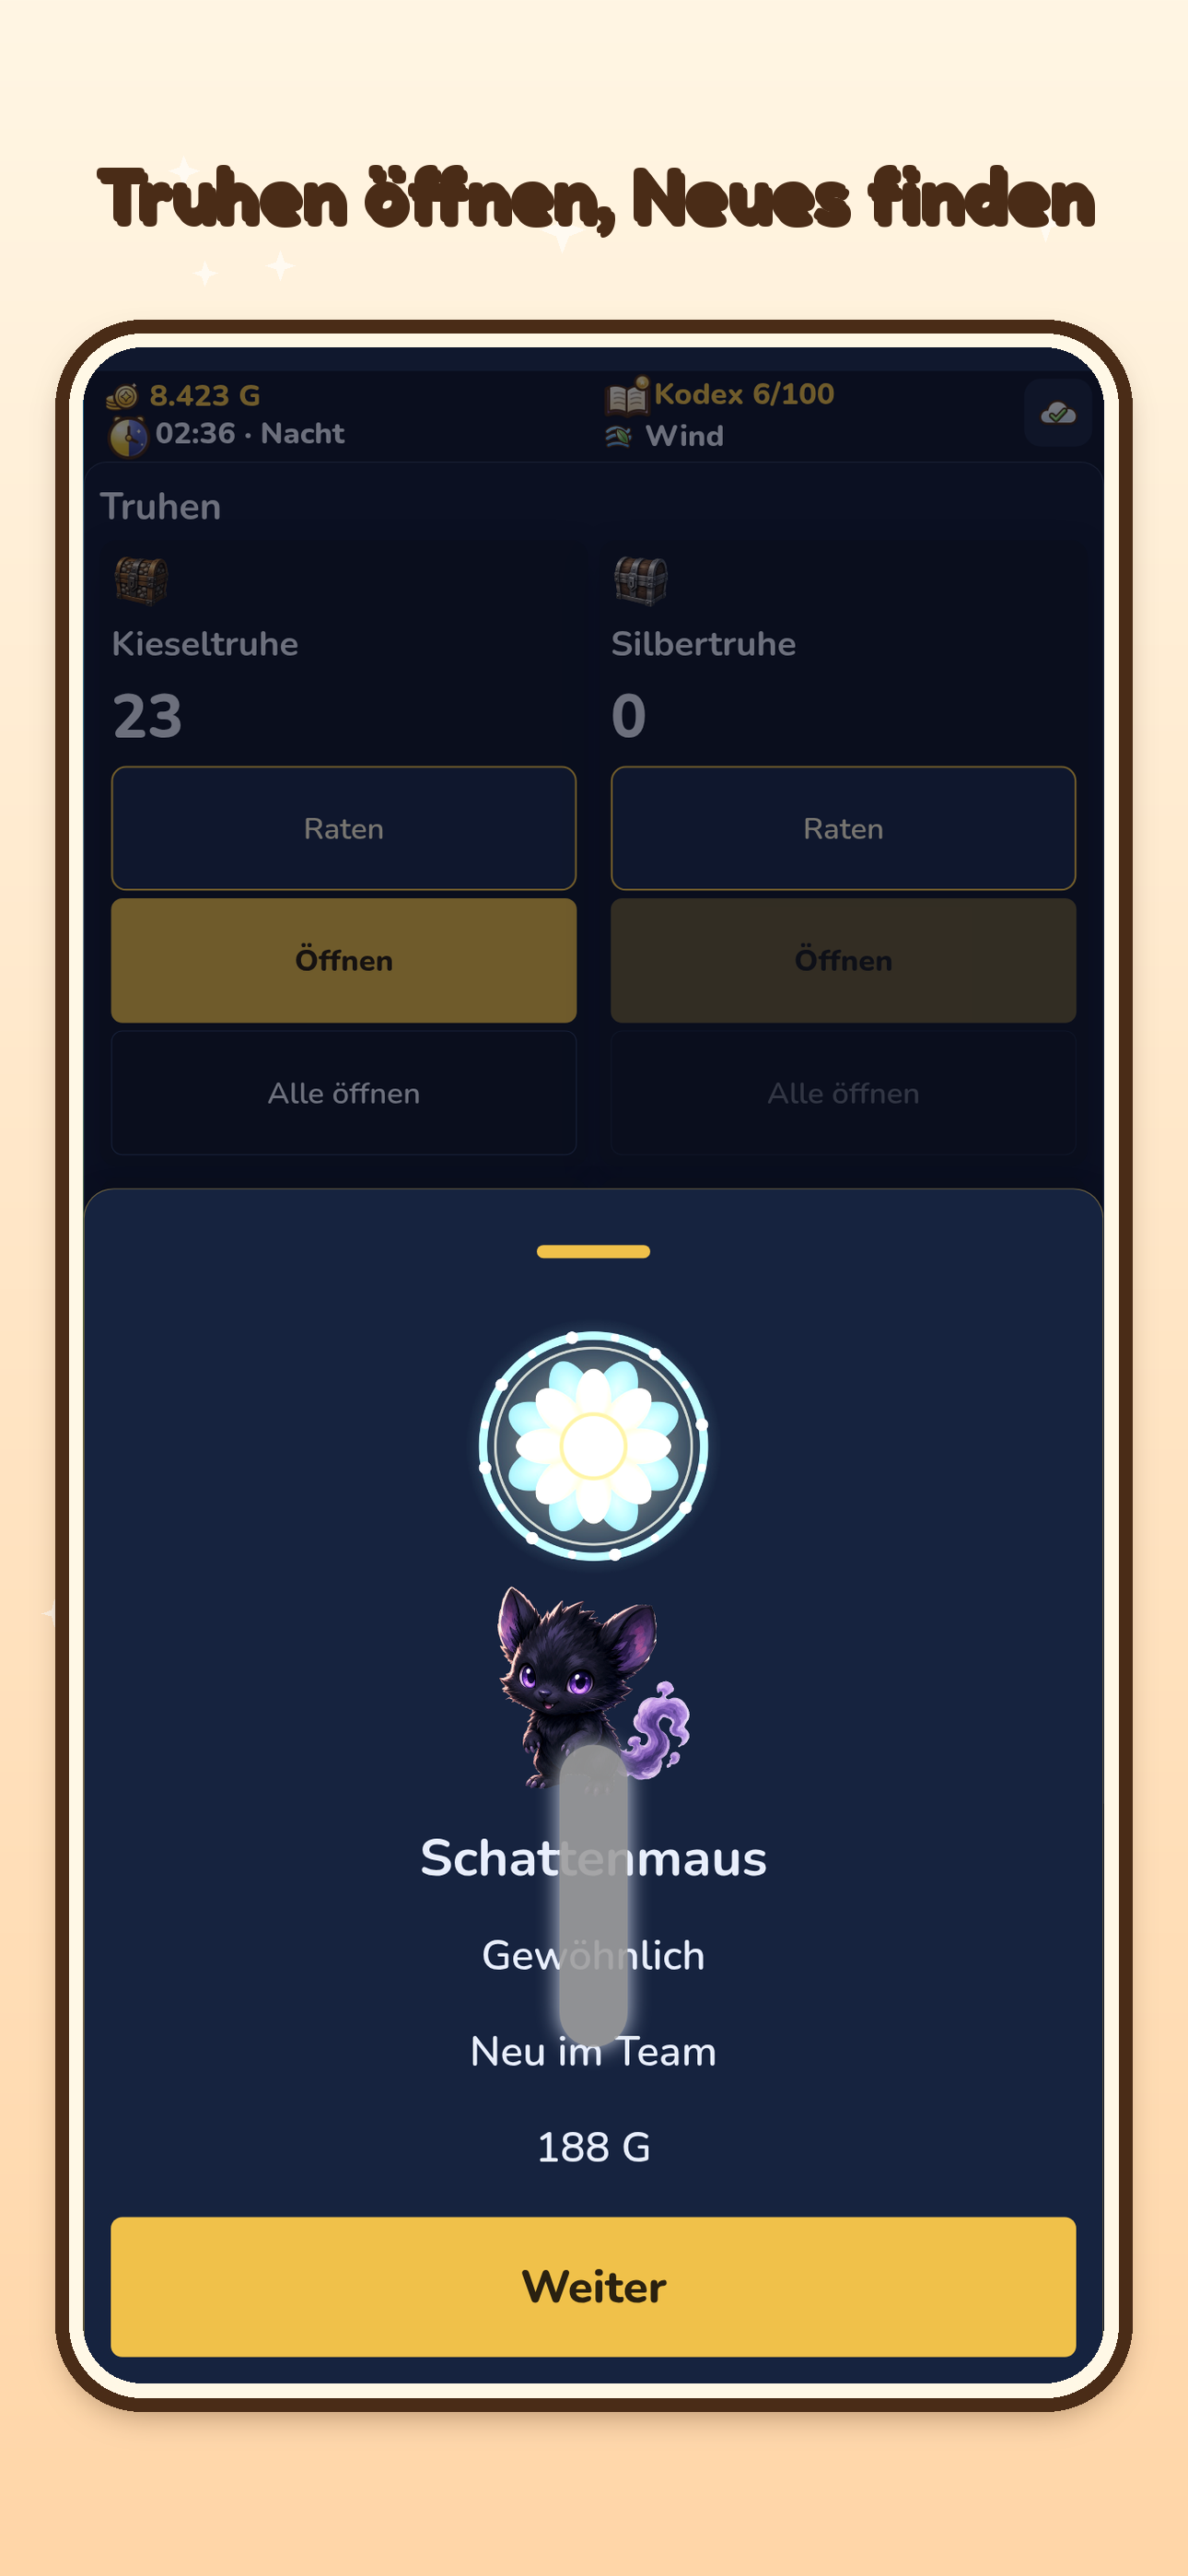 Truhen öffnen, Neues finden
8.423 G
Kodex 6/100
02:36 · Nacht
Wind
Truhen
Kieseltruhe
Silbertruhe
23
0
Raten
Raten
Öffnen
Öffnen
Alle öffnen
Alle öffnen
Schattenmaus
Gewöhnlich
Neu im Team
188 G
Weiter